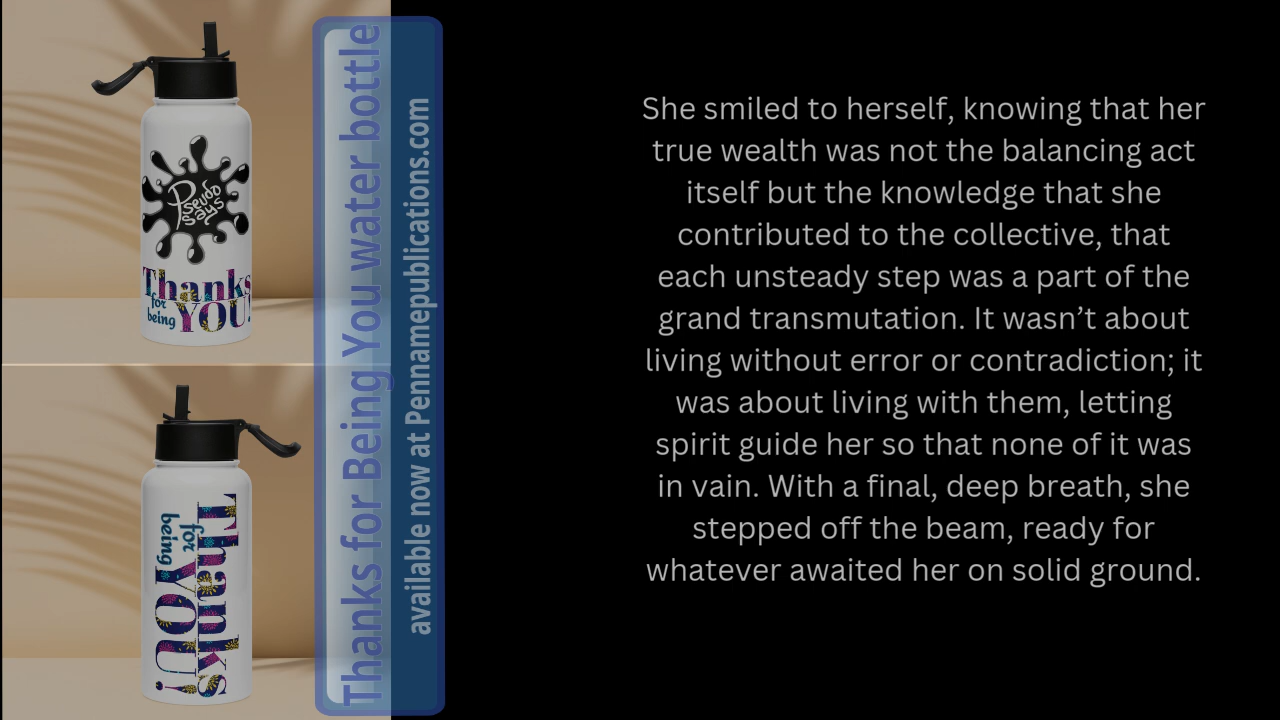 Pseudo
says
Thanks
for
being
YOU!
Thanks
for
being
YOU!
Thanks for Being You water bottle
available now at Pennamepublications.com
She smiled to herself, knowing that her
true wealth was not the balancing act
itself but the knowledge that she
contributed to the collective, that
each unsteady step was a part of the
grand transmutation. It wasn’t about
living without error or contradiction; it
was about living with them, letting
spirit guide her so that none of it was
in vain. With a final, deep breath, she
stepped off the beam, ready for
whatever awaited her on solid ground.